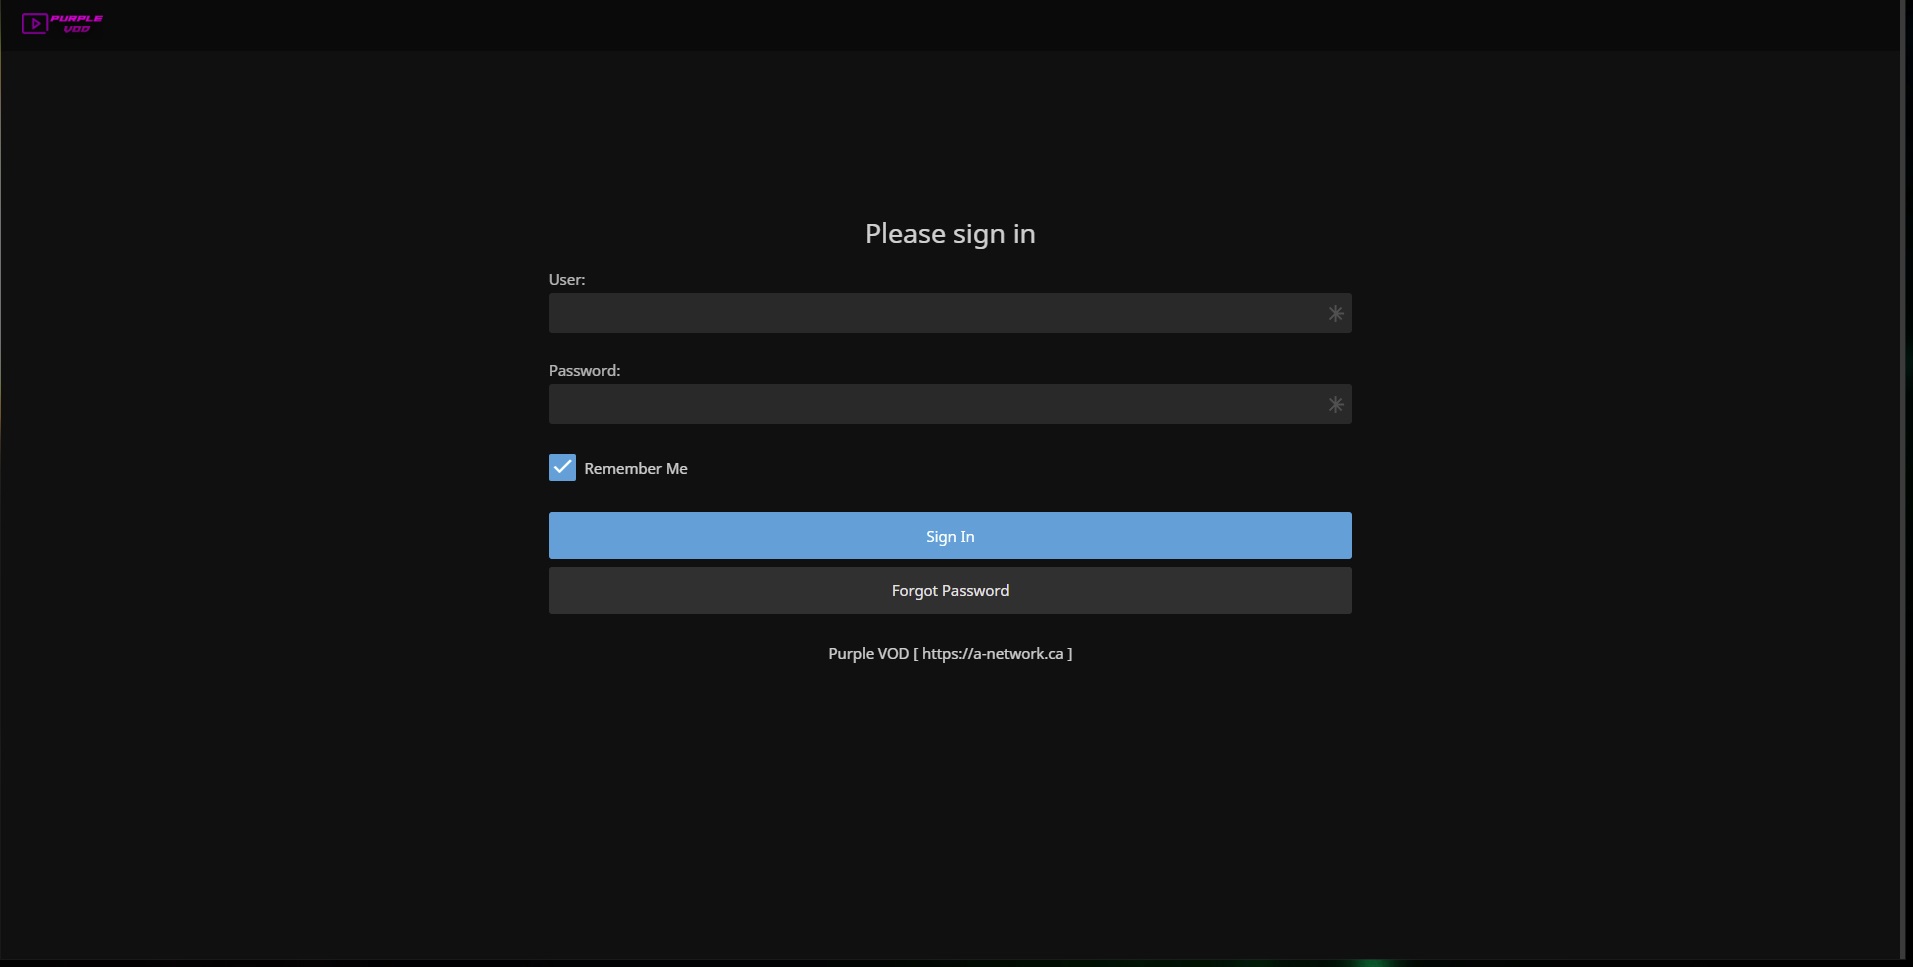 PURPLE
VOD
Please sign in
User:
Password:
Remember Me
Sign In
Forgot Password
Purple VOD [ https://a-network.ca ]